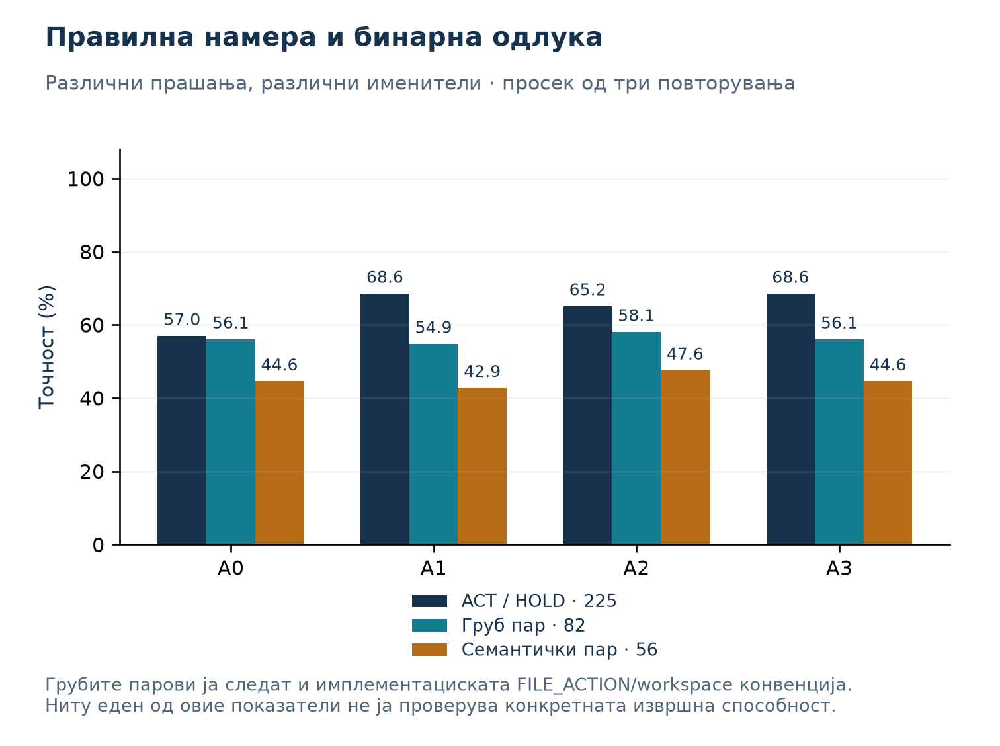 Правилна намера и бинарна одлука
Различни прашања, различни именители · просек од три повторувања
Точност (%)
100
80
60
40
20
0
57.0 56.1 44.6
68.6 54.9 42.9
65.2 58.1 47.6
68.6 56.1 44.6
A0 A1 A2 A3
ACT / HOLD · 225
Груб пар · 82
Семантички пар · 56
Грубите парови ја следат и имплементациската FILE_ACTION/workspace конвенција.
Ниту еден од овие показатели не ја проверува конкретната извршна способност.